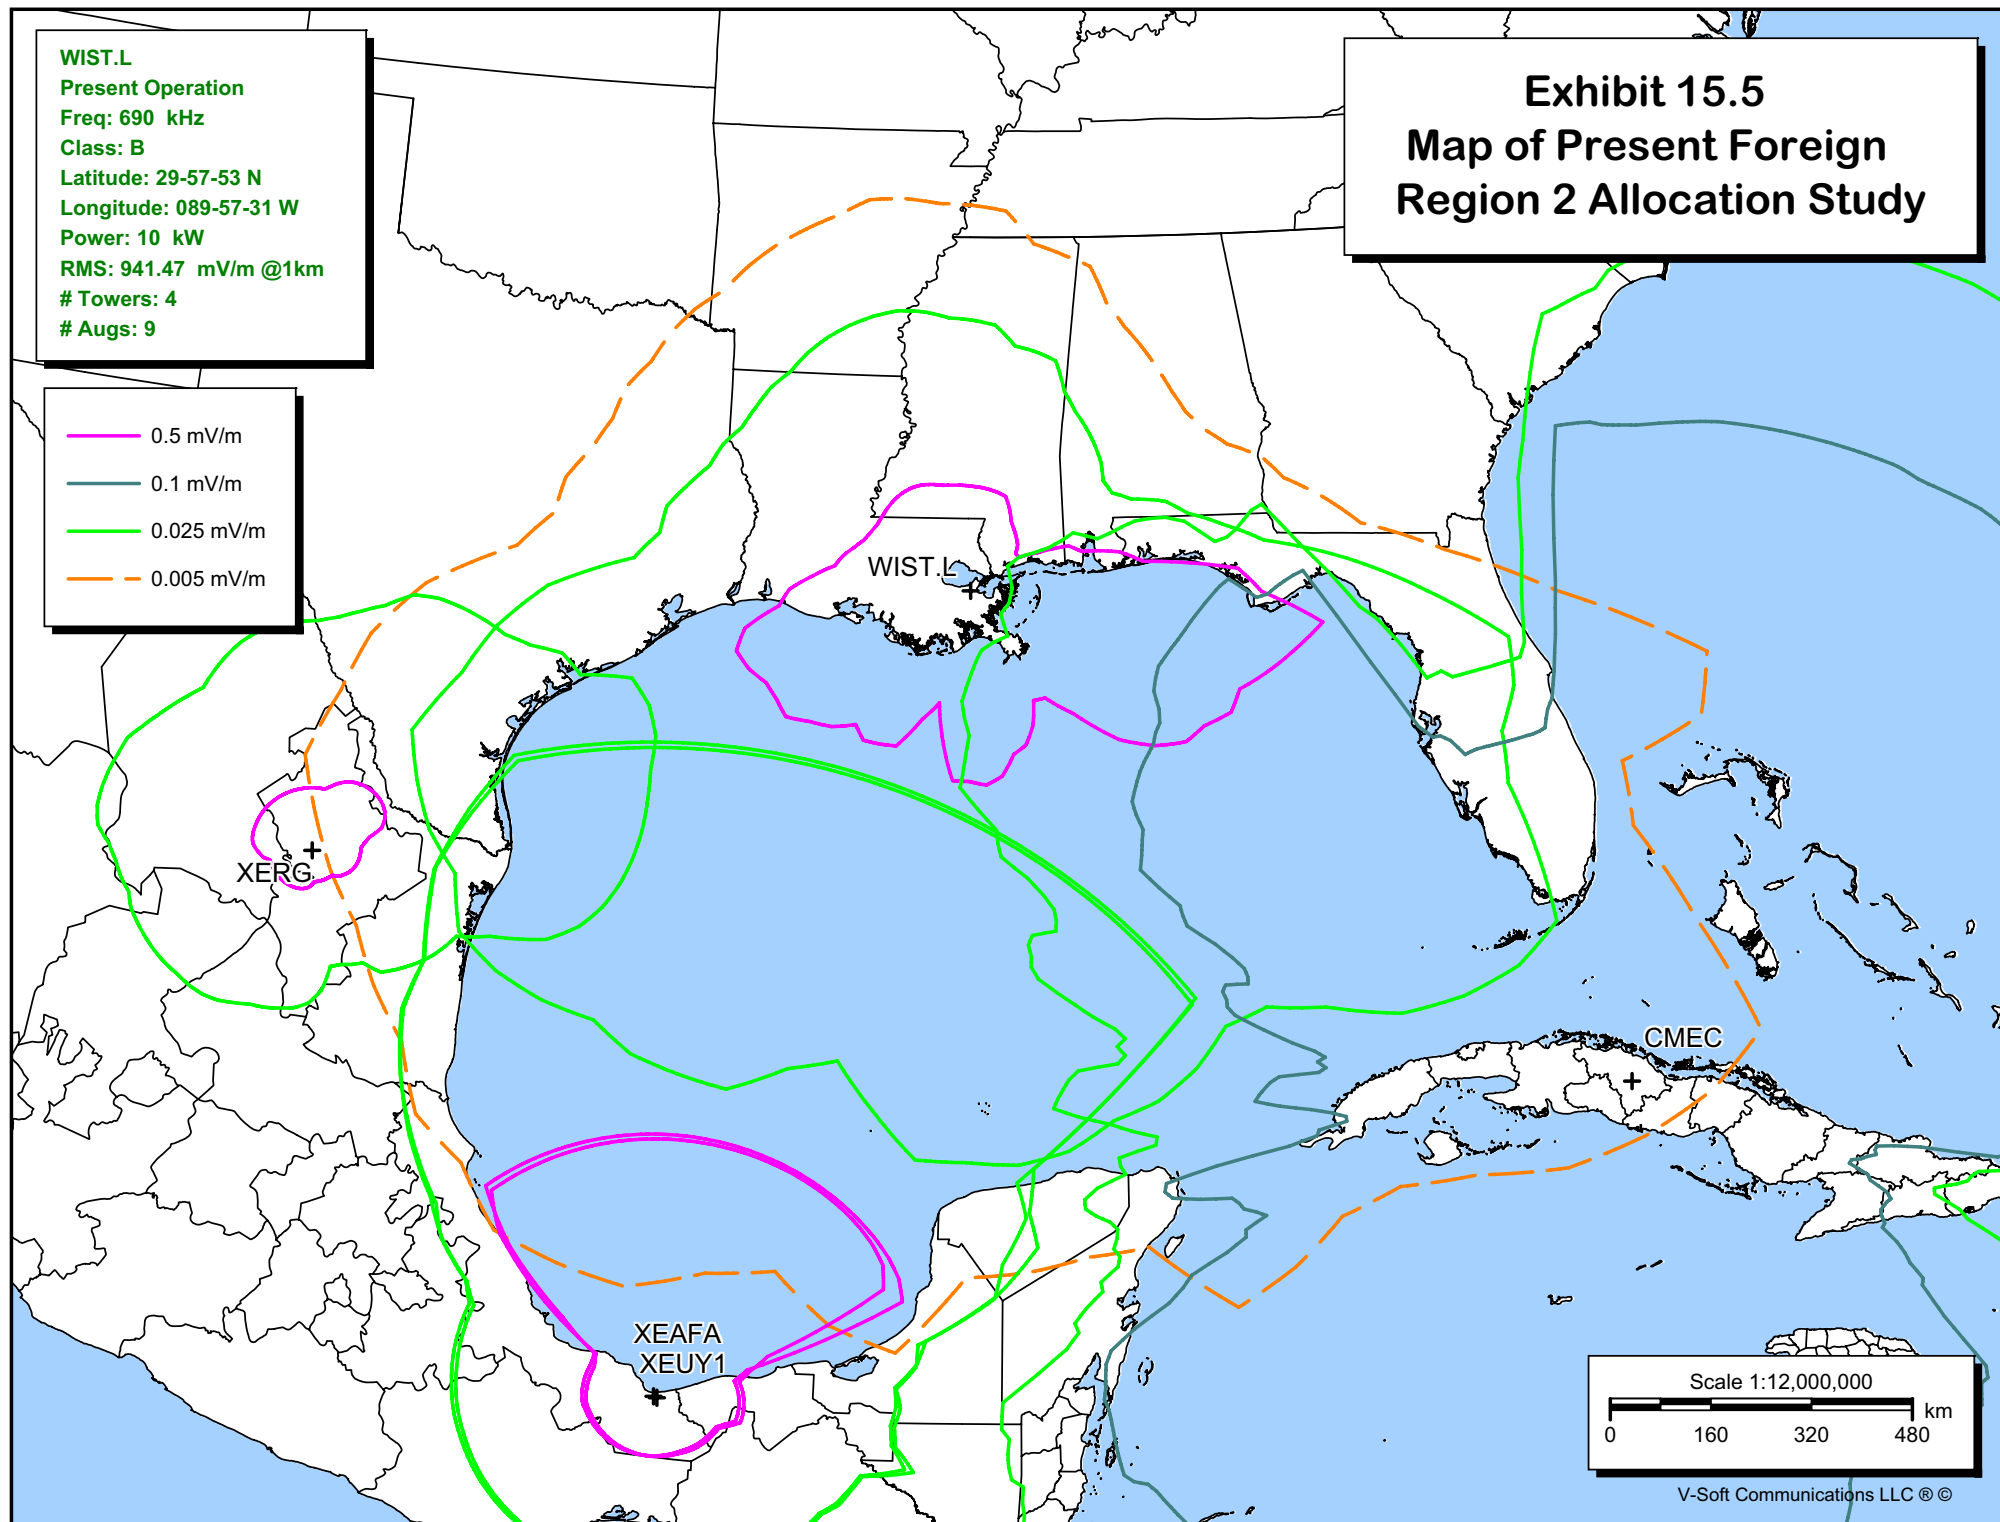 WIST.L
Present Operation
Freq: 690 kHz
Class: B
Latitude: 29-57-53 N
Longitude: 089-57-31 W
Power: 10 kW
RMS: 941.47 mV/m @1km
# Towers: 4
# Augs: 9
Exhibit 15.5
Map of Present Foreign
Region 2 Allocation Study
0.5 mV/m
0.1 mV/m
0.025 mV/m
0.005 mV/m
WIST.L
XERG
CMEC
XEAFA
XEUY1
Scale 1:12,000,000
km
0 160 320 480
V-Soft Communications LLC ® ©